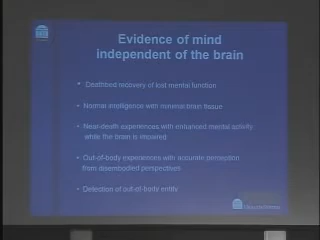 Evidence of mind
independent of the brain
• Deathbed recovery of lost mental function
• Normal intelligence with minimal brain tissue
• Near-death experiences with enhanced mental activity
while the brain is impaired
• Out-of-body experiences with accurate perception
from disembodied perspectives
• Detection of out-of-body entity